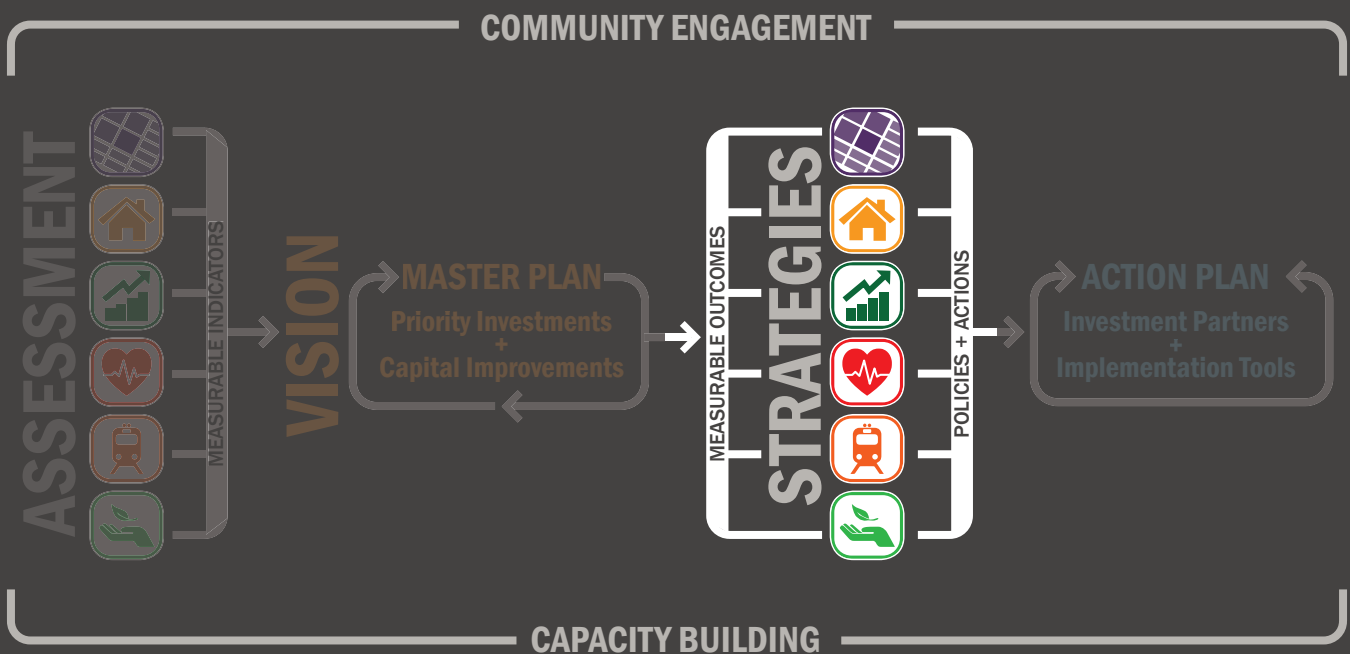 COMMUNITY ENGAGEMENT
ASSESSMENT
MEASURABLE INDICATORS
VISION
MASTER PLAN
Priority Investments
+
Capital Improvements
MEASURABLE OUTCOMES
STRATEGIES
POLICIES + ACTIONS
ACTION PLAN
Investment Partners
+
Implementation Tools
CAPACITY BUILDING